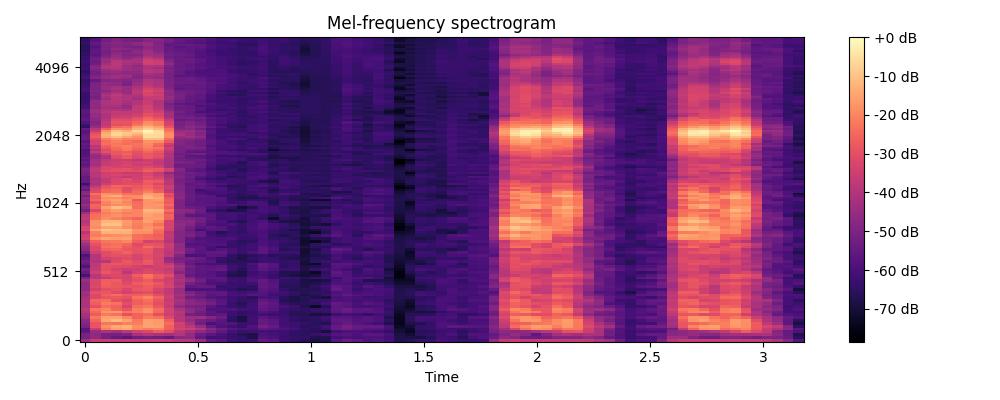 Mel-frequency spectrogram
Hz
4096
2048
1024
512
0
0 0.5 1 1.5 2 2.5 3
Time
+0 dB
-10 dB
-20 dB
-30 dB
-40 dB
-50 dB
-60 dB
-70 dB